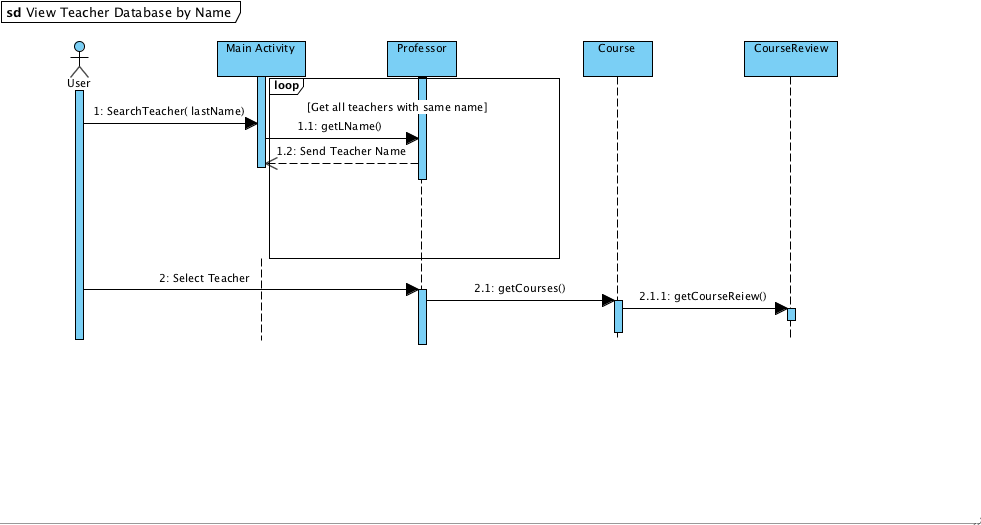 sd View Teacher Database by Name
Main Activity
Professor
Course
CourseReview
User
loop
[Get all teachers with same name]
1: SearchTeacher( lastName)
1.1: getLName()
1.2: Send Teacher Name
2: Select Teacher
2.1: getCourses()
2.1.1: getCourseReiew()